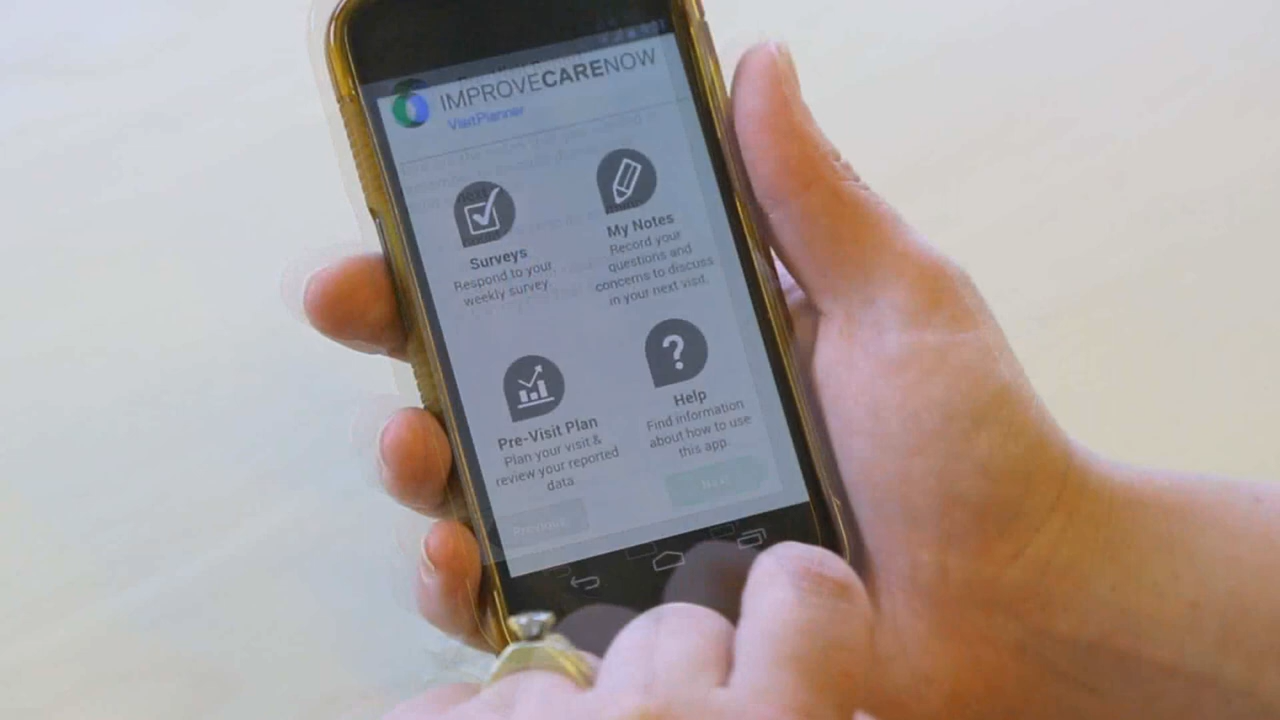 IMPROVECARENOW
VisitPlanner
Surveys
Respond to your
weekly survey
My Notes
Record your
questions and
concerns to discuss
in your next visit.
Pre-Visit Plan
Plan your visit &
review your reported
data
Help
Find information
about how to use
this app.
Previous
Next